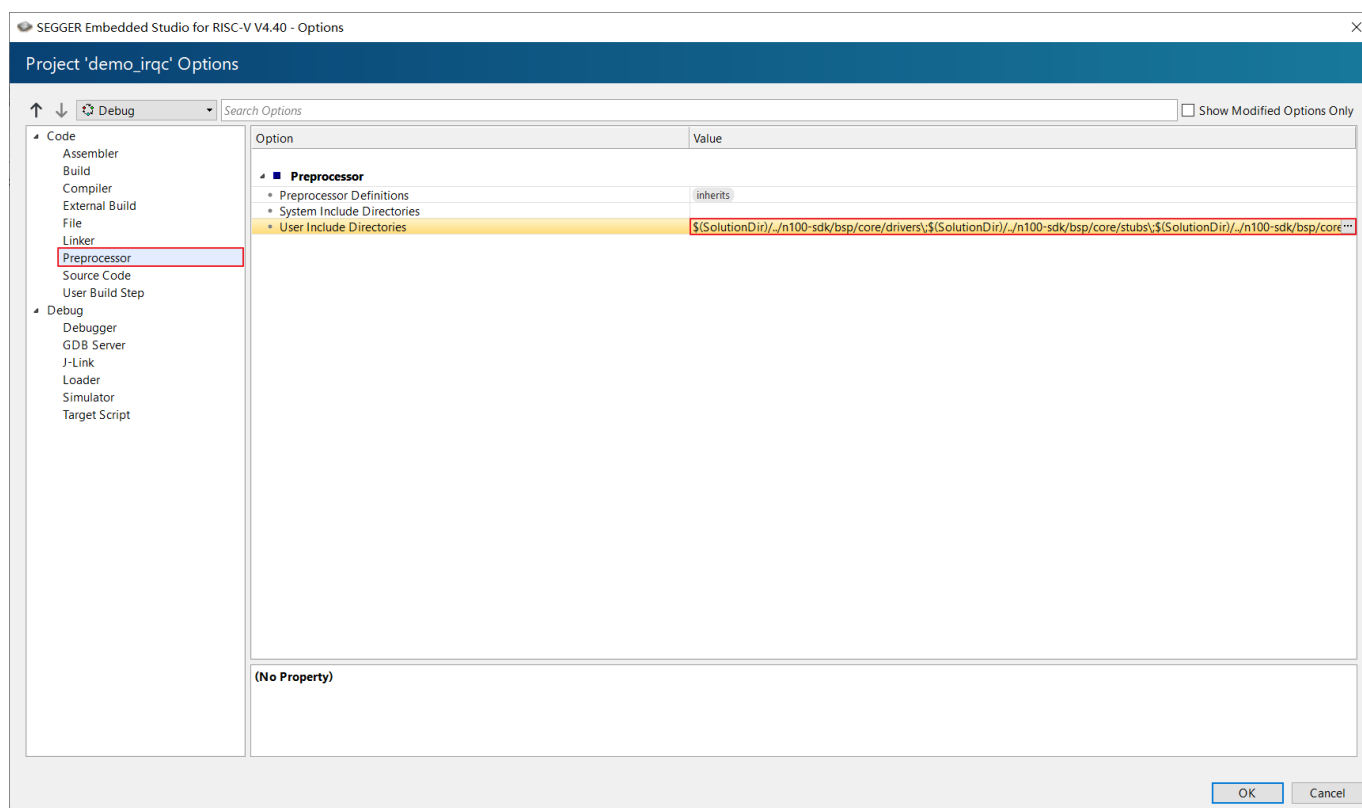 SEGGER Embedded Studio for RISC-V V4.40 - Options
Project 'demo_irqc' Options
Debug
Search Options
Show Modified Options Only
Code
Assembler
Build
Compiler
External Build
File
Linker
Preprocessor
Source Code
User Build Step
Debug
Debugger
GDB Server
J-Link
Loader
Simulator
Target Script
Option Value
Preprocessor
Preprocessor Definitions inherits
System Include Directories
User Include Directories $(SolutionDir)/../n100-sdk/bsp/core/drivers\;$(SolutionDir)/../n100-sdk/bsp/core/stubs\;$(SolutionDir)/../n100-sdk/bsp/core ...
(No Property)
OK Cancel